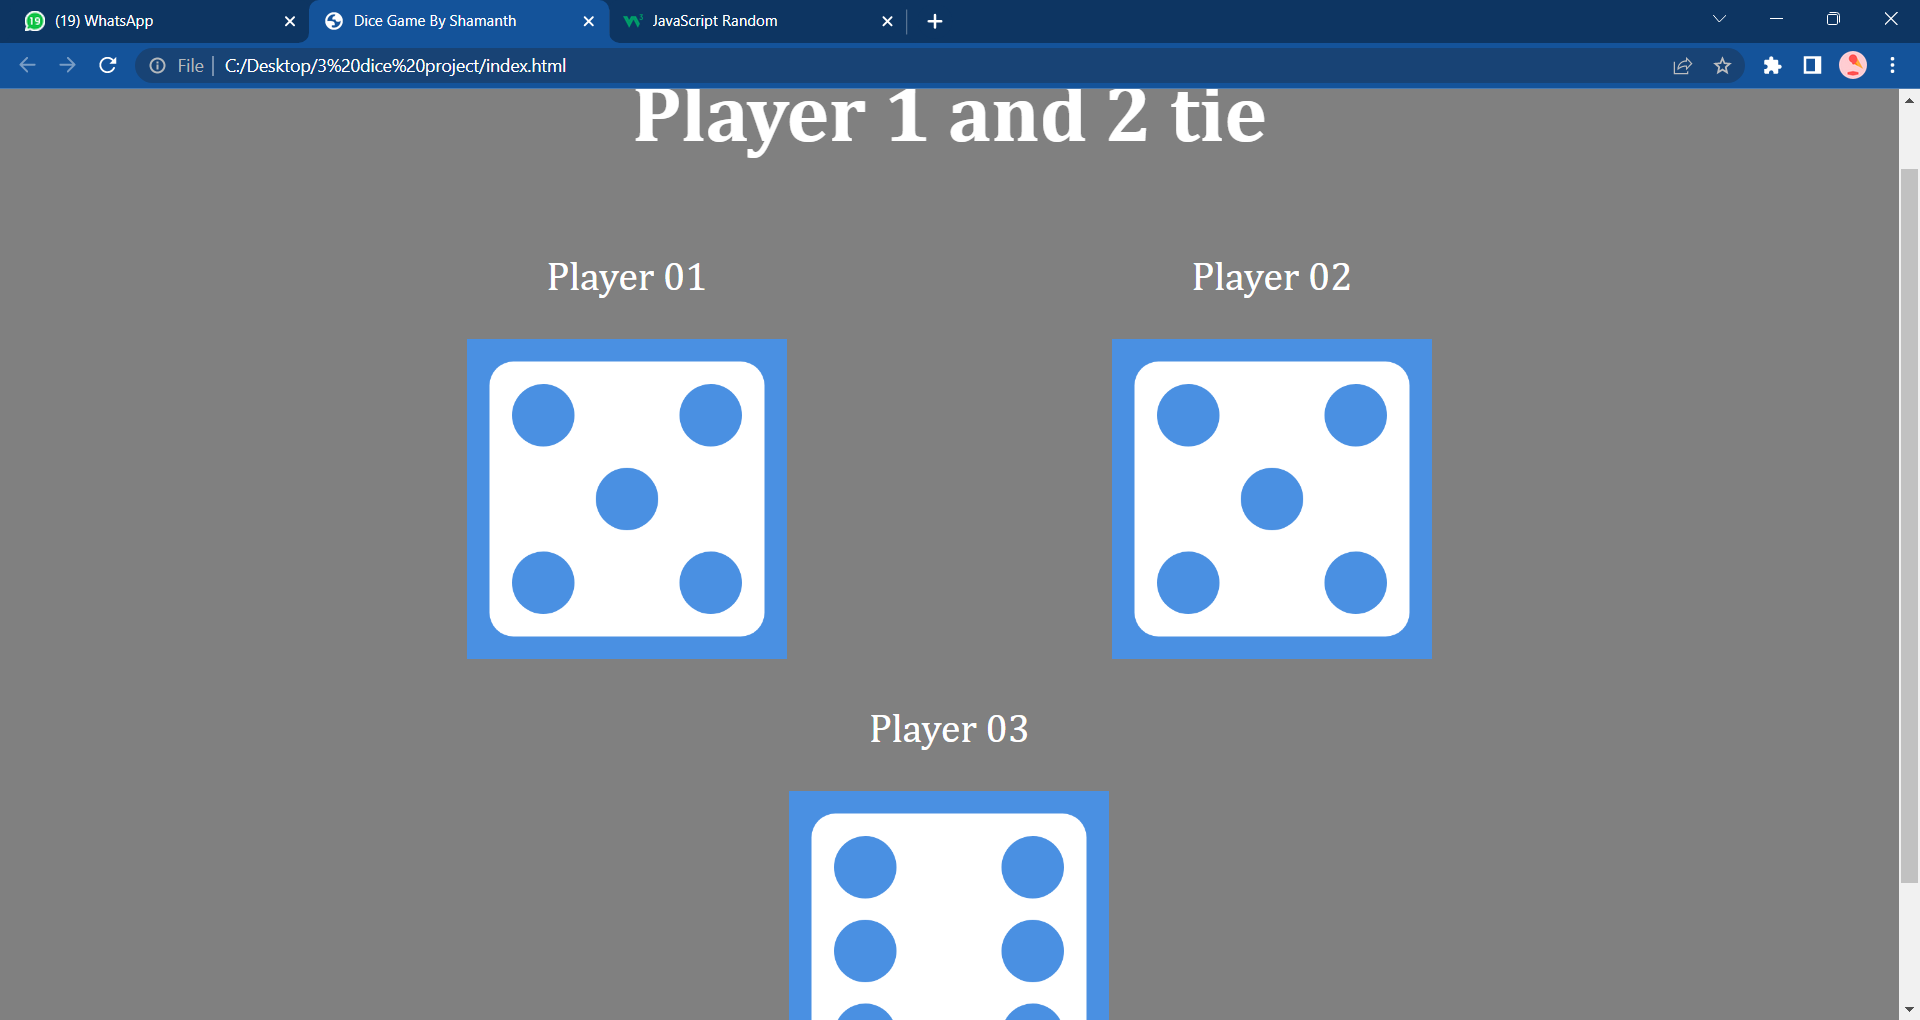 19 (19) WhatsApp
Dice Game By Shamanth
JavaScript Random
File C:/Desktop/3%20dice%20project/index.html
Player 1 and 2 tie
Player 01
Player 02
Player 03